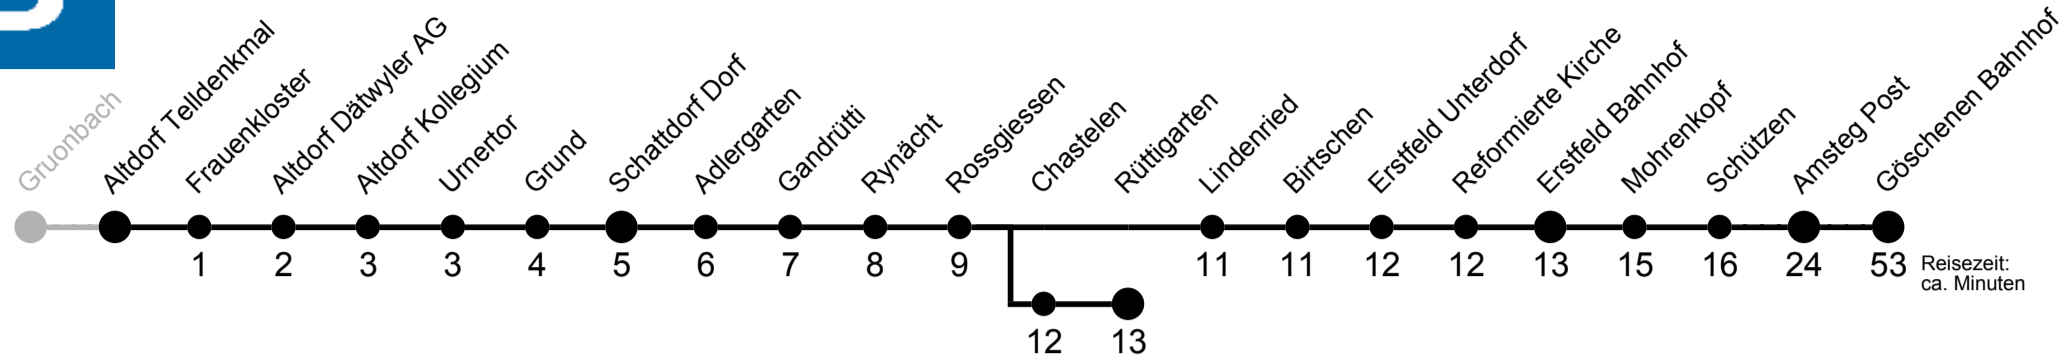 Gruonbach
Altdorf Telldenkmal
Frauenkloster
Altdorf Dätwyler AG
Altdorf Kollegium
Urnertor
Grund
Schattdorf Dorf
Adlergarten
Gandrütti
Rynächt
Rossgiessen
Chastelen
Rüttigarten
Lindenried
Birtschen
Erstfeld Unterdorf
Reformierte Kirche
Erstfeld Bahnhof
Mohrenkopf
Schützen
Amsteg Post
Göschenen Bahnhof
1 2 3 3 4 5 6 7 8 9 11 11 12 12 13 15 16 24 53
Reisezeit:
ca. Minuten
12 13